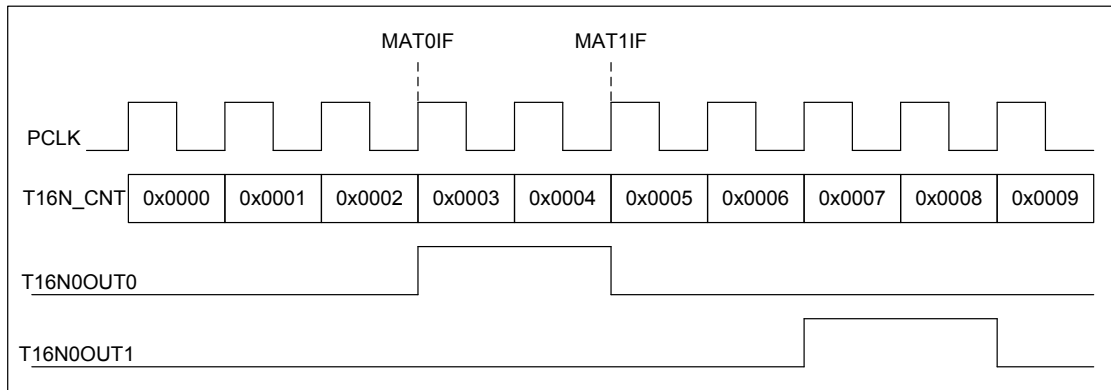 MAT0IF MAT1IF
PCLK
T16N_CNT 0x0000 0x0001 0x0002 0x0003 0x0004 0x0005 0x0006 0x0007 0x0008 0x0009
T16N0OUT0
T16N0OUT1